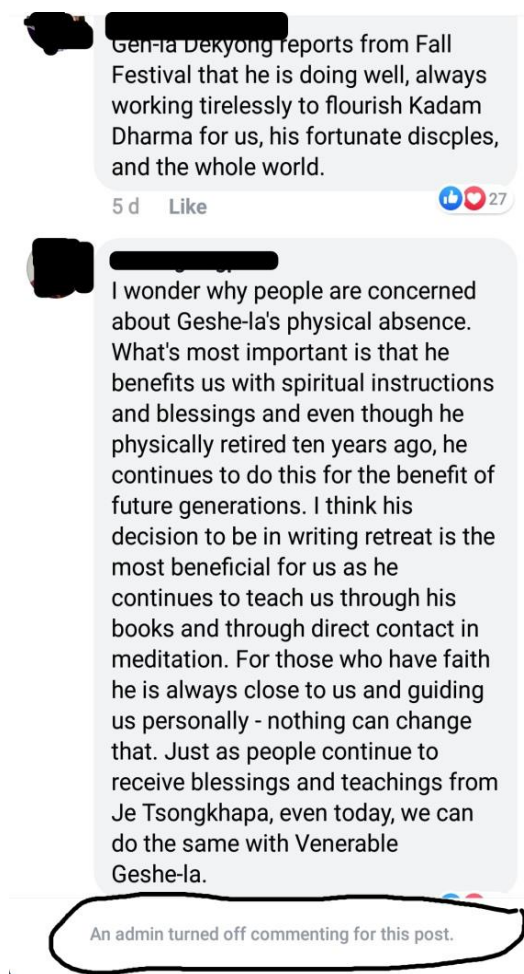 Gen-la Dekyong reports from Fall
Festival that he is doing well, always
working tirelessly to flourish Kadam
Dharma for us, his fortunate discples,
and the whole world.
5 d Like
27
I wonder why people are concerned
about Geshe-la's physical absence.
What's most important is that he
benefits us with spiritual instructions
and blessings and even though he
physically retired ten years ago, he
continues to do this for the benefit of
future generations. I think his
decision to be in writing retreat is the
most beneficial for us as he
continues to teach us through his
books and through direct contact in
meditation. For those who have faith
he is always close to us and guiding
us personally - nothing can change
that. Just as people continue to
receive blessings and teachings from
Je Tsongkhapa, even today, we can
do the same with Venerable
Geshe-la.
An admin turned off commenting for this post.